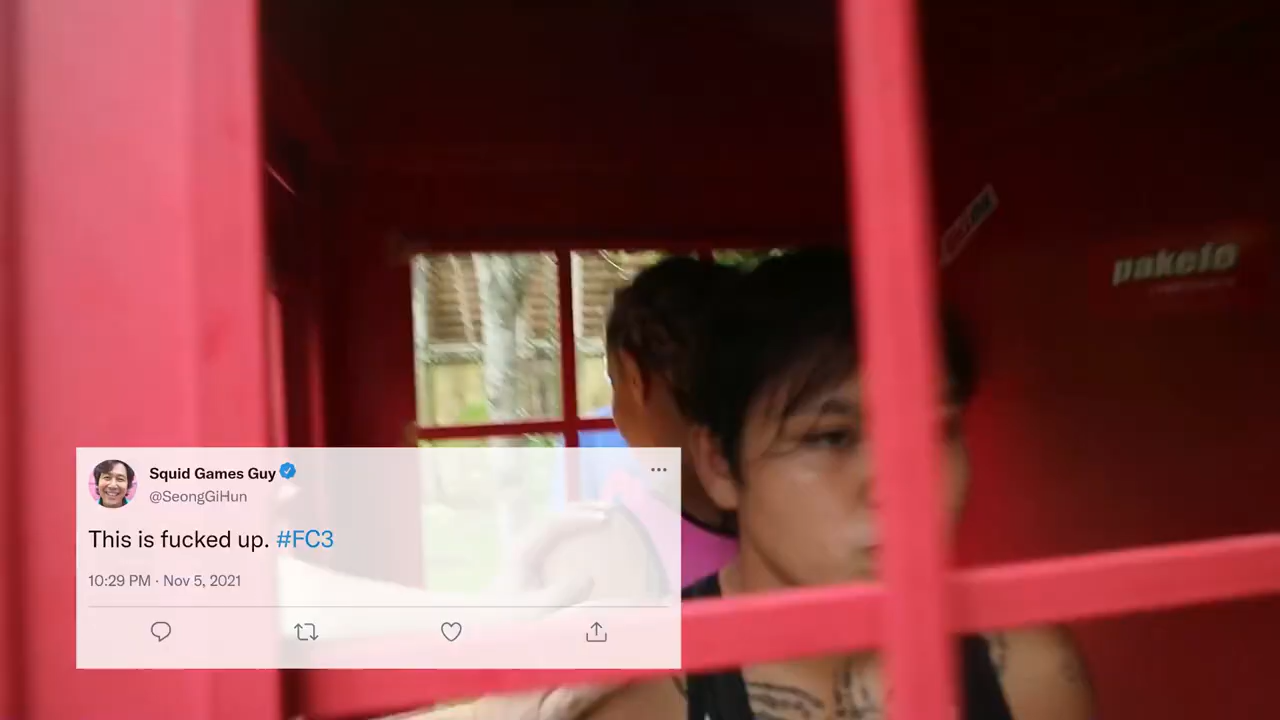 pakelo
Squid Games Guy
@SeongGiHun
This is fucked up. #FC3
10:29 PM · Nov 5, 2021